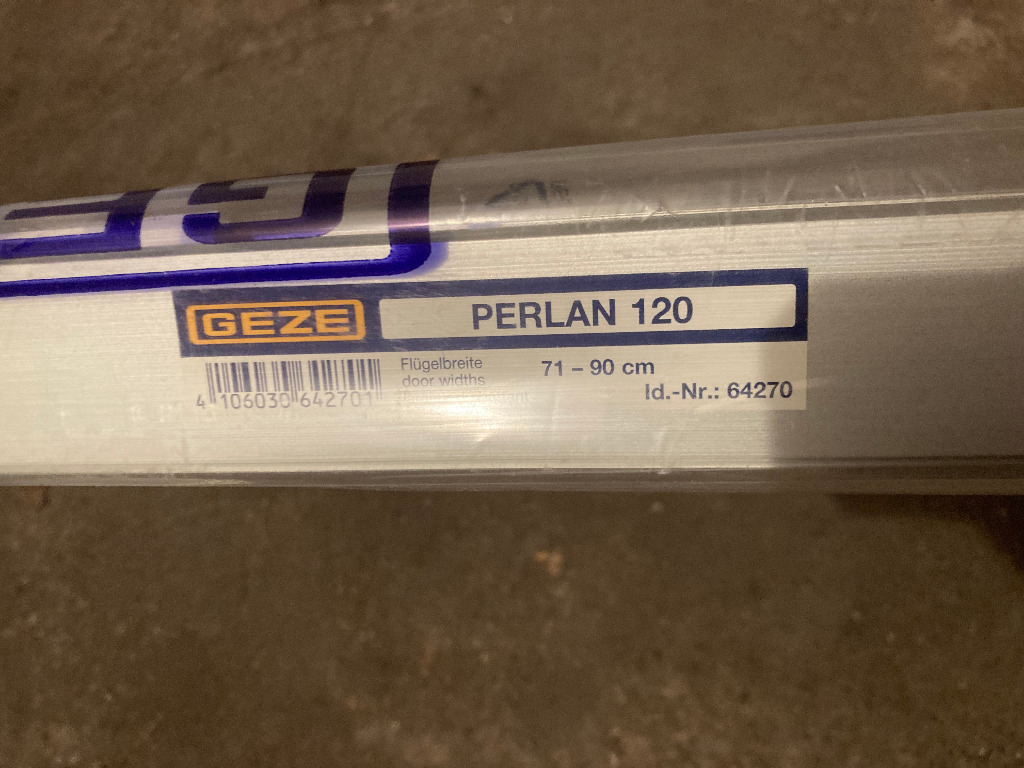 GEZE
PERLAN 120
Flügelbreite
71 – 90 cm
door widths
Id.-Nr.: 64270
4 106030 642701